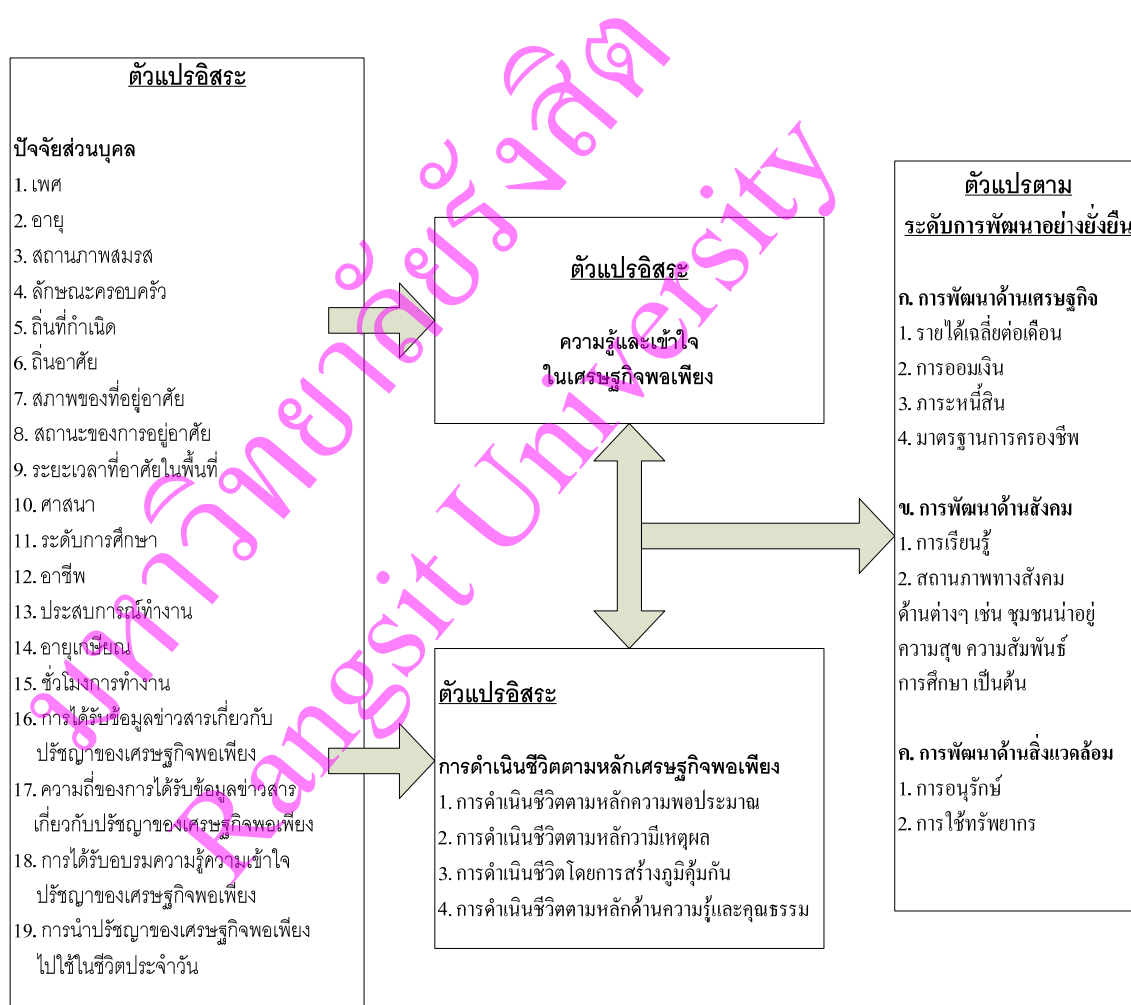 ตัวแปรอิสระ
ปัจจัยส่วนบุคล
1. เพศ
2. อายุ
3. สถานภาพสมรส
4. ลักษณะครอบครัว
5. ถิ่นที่กำเนิด
6. ถิ่นอาศัย
7. สภาพของที่อยู่อาศัย
8. สถานะของการอยู่อาศัย
9. ระยะเวลาที่อาศัยในพื้นที่
10. ศาสนา
11. ระดับการศึกษา
12. อาชีพ
13. ประสบการณ์ทำงาน
14. อายุเกษียณ
15. ชั่วโมงการทำงาน
16. การได้รับข้อมูลข่าวสารเกี่ยวกับ
ปรัชญาของเศรษฐกิจพอเพียง
17. ความถี่ของการได้รับข้อมูลข่าวสาร
เกี่ยวกับปรัชญาของเศรษฐกิจพอเพียง
18. การได้รับอบรมความรู้ความเข้าใจ
ปรัชญาของเศรษฐกิจพอเพียง
19. การนำปรัชญาของเศรษฐกิจพอเพียง
ไปใช้ในชีวิตประจำวัน
ตัวแปรอิสระ
ความรู้และเข้าใจ
ในเศรษฐกิจพอเพียง
ตัวแปรอิสระ
การดำเนินชีวิตตามหลักเศรษฐกิจพอเพียง
1. การดำเนินชีวิตตามหลักความพอประมาณ
2. การดำเนินชีวิตตามหลักวามีเหตุผล
3. การดำเนินชีวิตโดยการสร้างภูมิคุ้มกัน
4. การดำเนินชีวิตตามหลักด้านความรู้และคุณธรรม
ตัวแปรตาม
ระดับการพัฒนาอย่างยั่งยืน
ก. การพัฒนาด้านเศรษฐกิจ
1. รายได้เฉลี่ยต่อเดือน
2. การออมเงิน
3. ภาระหนี้สิน
4. มาตรฐานการครองชีพ
ข. การพัฒนาด้านสังคม
1. การเรียนรู้
2. สถานภาพทางสังคม
ด้านต่างๆ เช่น ชุมชนน่าอยู่
ความสุข ความสัมพันธ์
การศึกษา เป็นต้น
ค. การพัฒนาด้านสิ่งแวดล้อม
1. การอนุรักษ์
2. การใช้ทรัพยากร
มหาวิทยาลัยรังสิต
Rangsit University